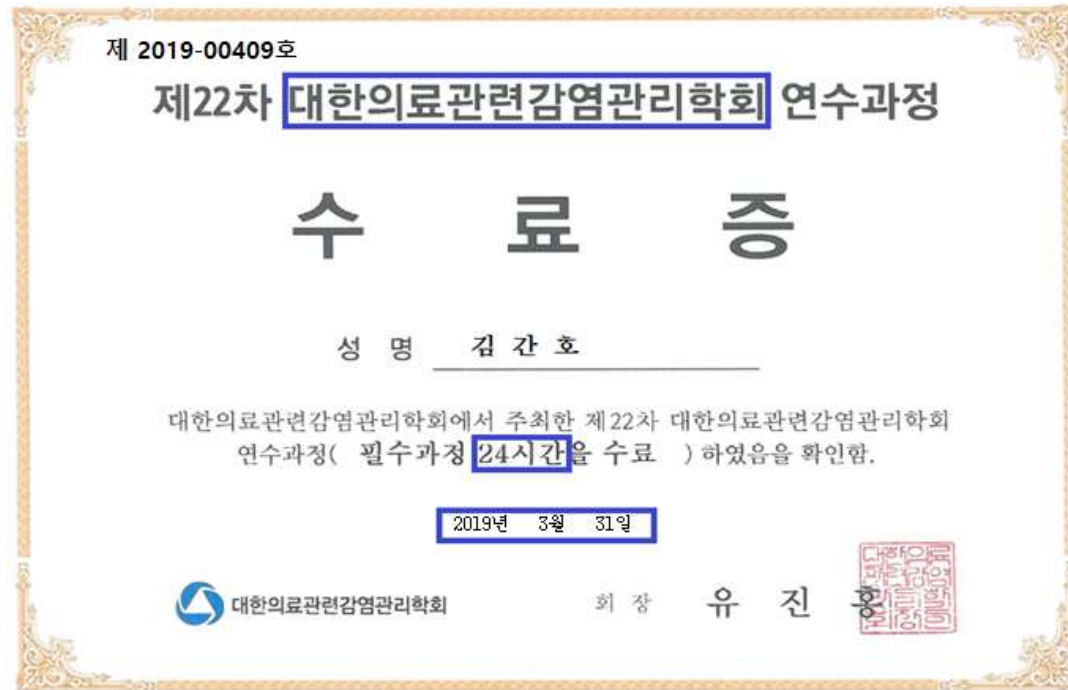 제 2019-00409호
제22차 대한의료관련감염관리학회 연수과정
수 료 증
성 명 김 간 호
대한의료관련감염관리학회에서 주최한 제22차 대한의료관련감염관리학회
연수과정( 필수과정 24시간을 수료 ) 하였음을 확인함.
2019년 3월 31일
대한의료관련감염관리학회 회 장 유 진 홍